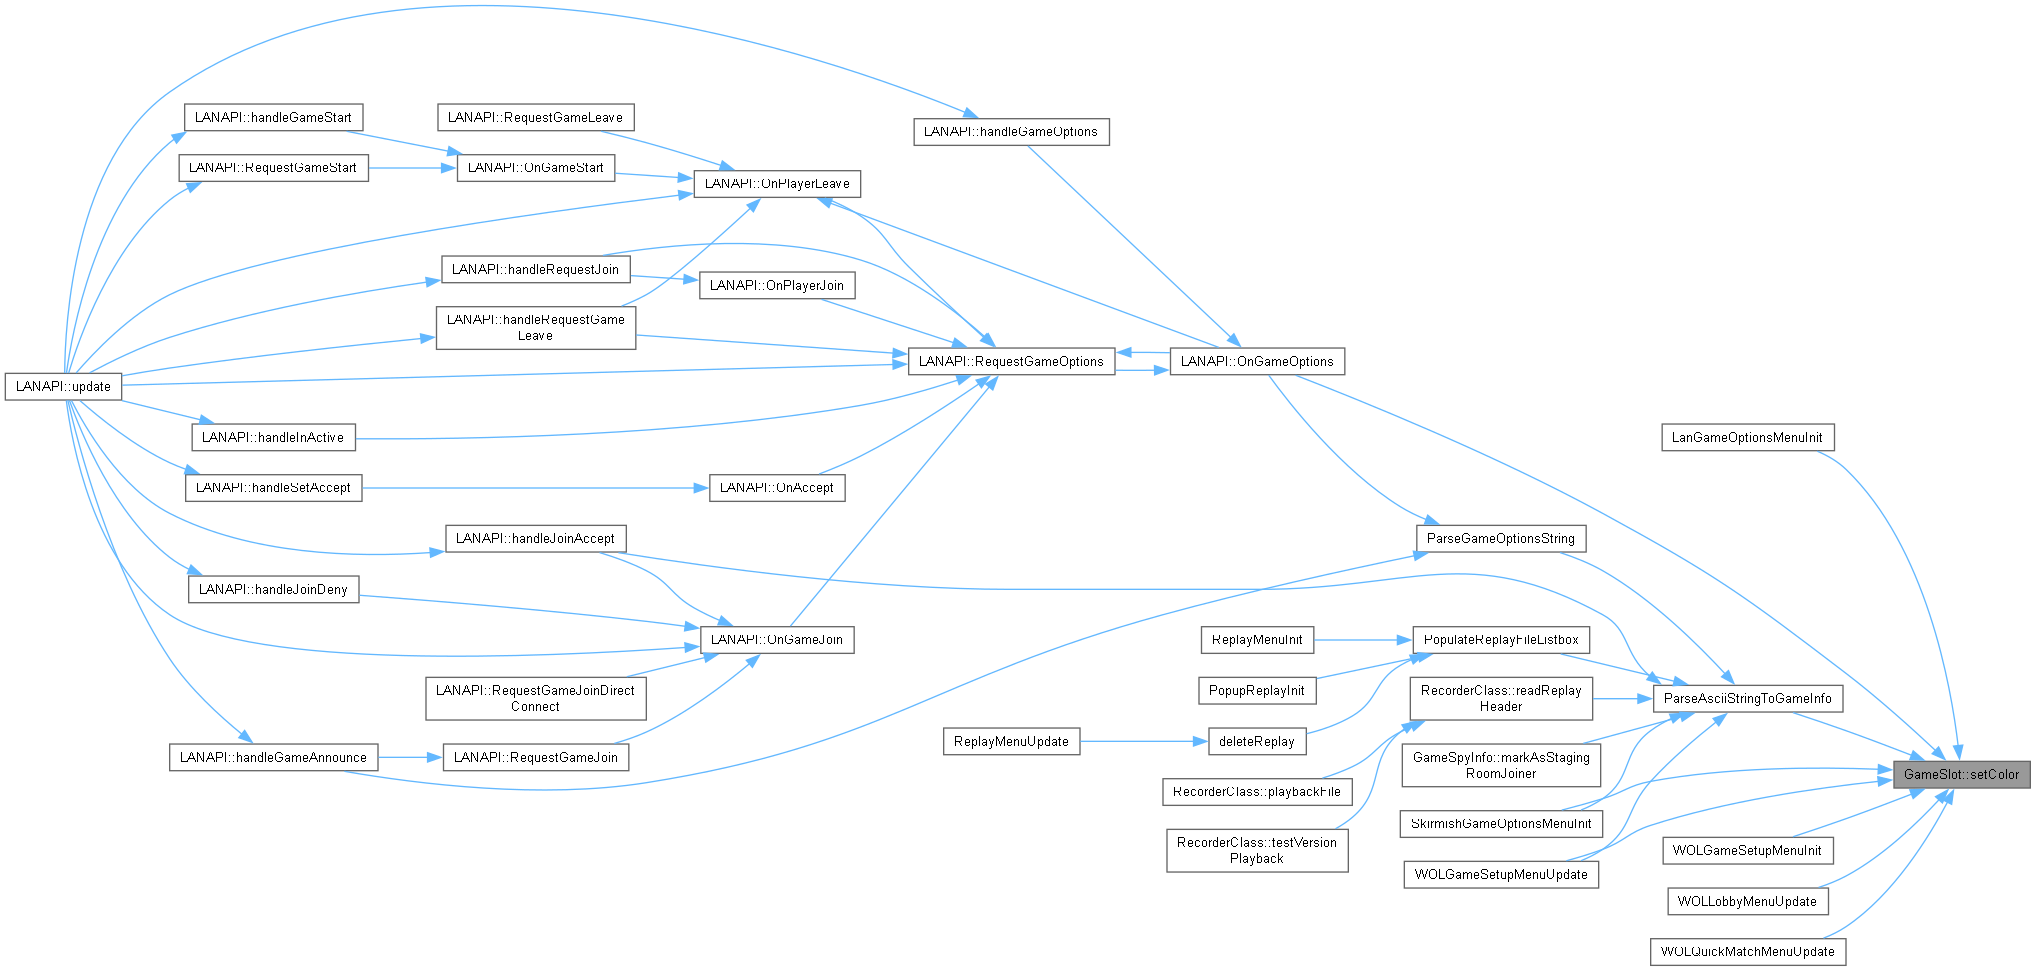 LANAPI::handleGameStart
LANAPI::RequestGameLeave
LANAPI::handleGameOptions
LANAPI::RequestGameStart
LANAPI::OnGameStart
LANAPI::OnPlayerLeave
LANAPI::handleRequestJoin
LANAPI::OnPlayerJoin
LANAPI::handleRequestGame
Leave
LANAPI::RequestGameOptions
LANAPI::OnGameOptions
LANAPI::update
LANAPI::handleInActive
LanGameOptionsMenuInit
LANAPI::handleSetAccept
LANAPI::OnAccept
LANAPI::handleJoinAccept
ParseGameOptionsString
LANAPI::handleJoinDeny
LANAPI::OnGameJoin
ReplayMenuInit
PopulateReplayFileListbox
LANAPI::RequestGameJoinDirect
Connect
PopupReplayInit
RecorderClass::readReplay
Header
ParseAsciiStringToGameInfo
ReplayMenuUpdate
deleteReplay
LANAPI::handleGameAnnounce
LANAPI::RequestGameJoin
GameSpyInfo::markAsStaging
RoomJoiner
GameSlot::setColor
RecorderClass::playbackFile
SkirmishGameOptionsMenuInit
RecorderClass::testVersion
Playback
WOLGameSetupMenuInit
WOLGameSetupMenuUpdate
WOLLobbyMenuUpdate
WOLQuickMatchMenuUpdate